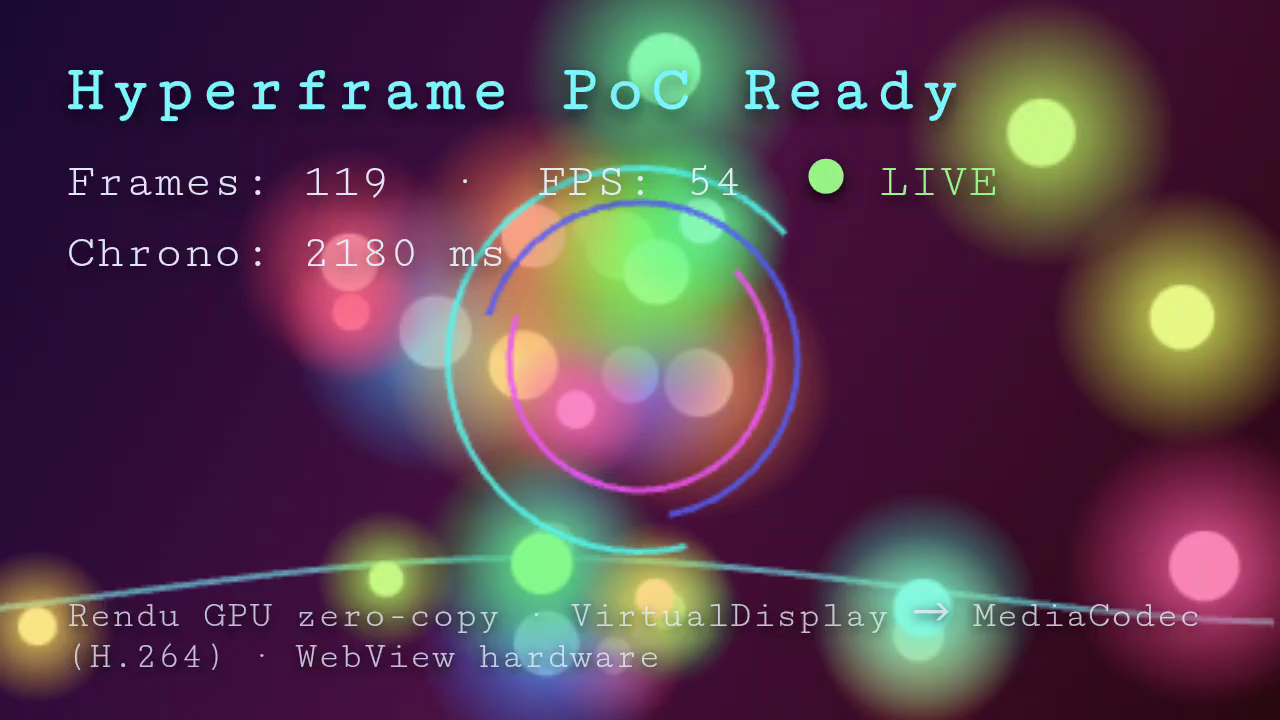 Hyperframe PoC Ready
Frames: 119 · FPS: 54 LIVE
Chrono: 2180 ms
Rendu GPU zero-copy · VirtualDisplay → MediaCodec
(H.264) · WebView hardware